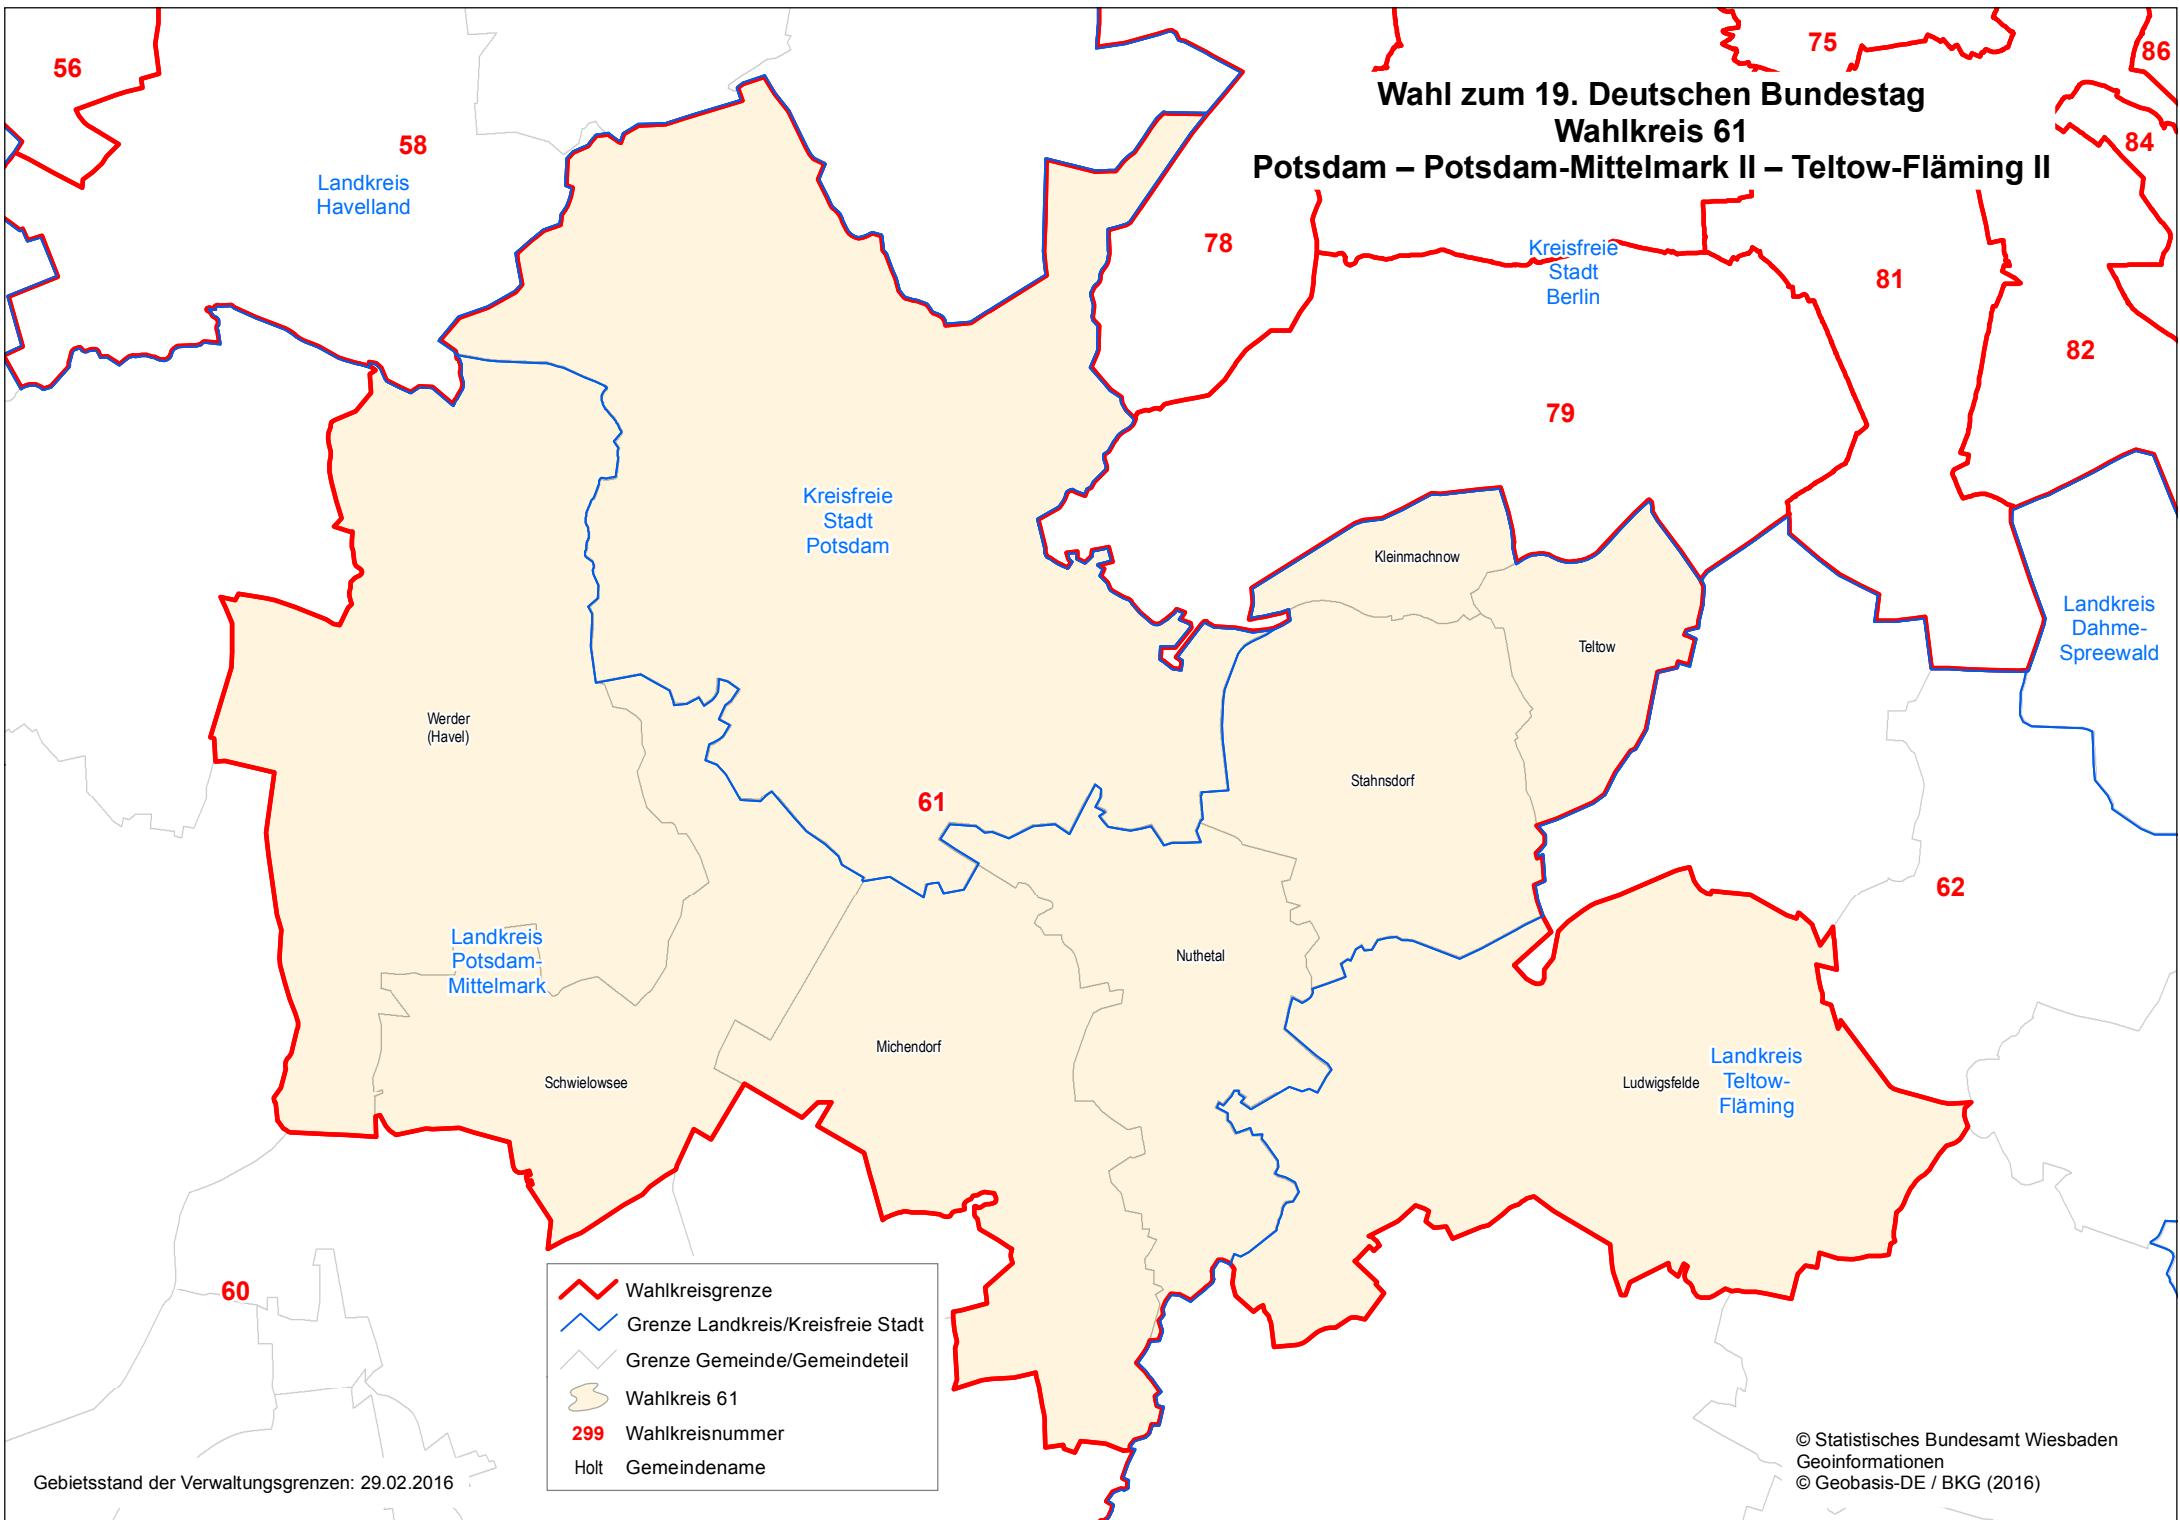 56
75
86
Wahl zum 19. Deutschen Bundestag
Wahlkreis 61
Potsdam – Potsdam-Mittelmark II – Teltow-Fläming II
58
84
Landkreis
Havelland
78
Kreisfreie
Stadt
Berlin
81
82
79
Kreisfreie
Stadt
Potsdam
Kleinmachnow
Teltow
Landkreis
Dahme-
Spreewald
Werder
(Havel)
Stahnsdorf
61
62
Landkreis
Potsdam-
Mittelmark
Nuthetal
Michendorf
Schwielowsee
Ludwigsfelde
Landkreis
Teltow-
Fläming
60
Wahlkreisgrenze
Grenze Landkreis/Kreisfreie Stadt
Grenze Gemeinde/Gemeindeteil
Wahlkreis 61
299 Wahlkreisnummer
Holt Gemeindename
Gebietsstand der Verwaltungsgrenzen: 29.02.2016
© Statistisches Bundesamt Wiesbaden
Geoinformationen
© Geobasis-DE / BKG (2016)